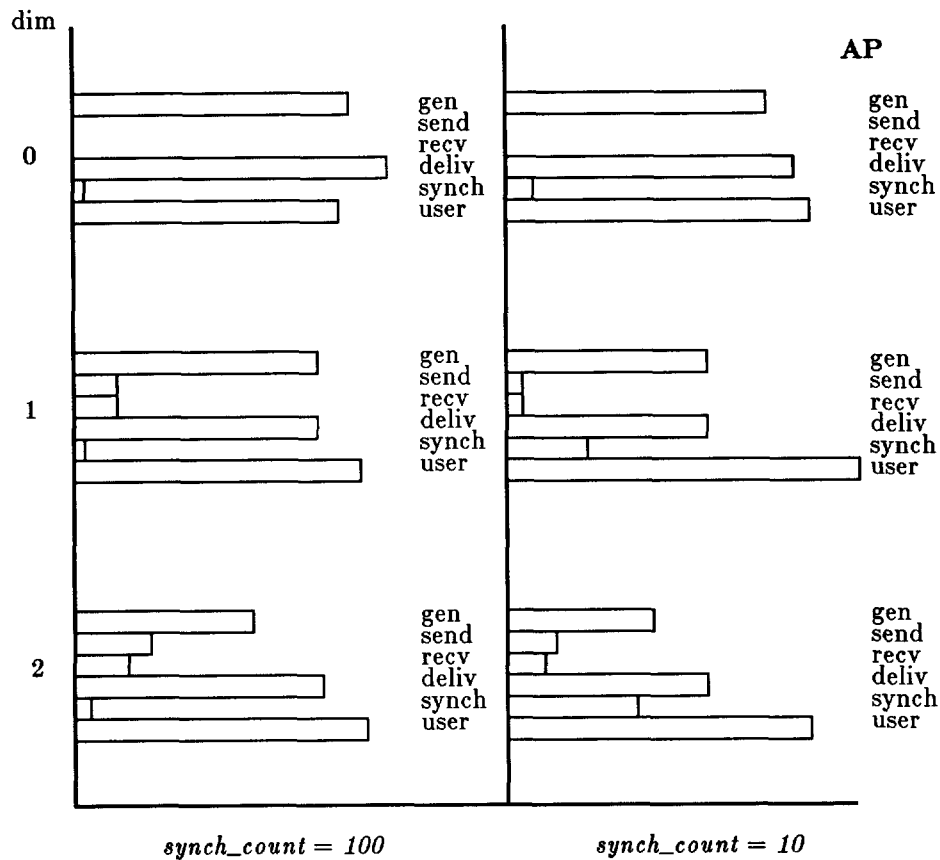 dim
AP
0
gen
send
recv
deliv
synch
user
gen
send
recv
deliv
synch
user
1
gen
send
recv
deliv
synch
user
gen
send
recv
deliv
synch
user
2
gen
send
recv
deliv
synch
user
gen
send
recv
deliv
synch
user
synch_count = 100
synch_count = 10